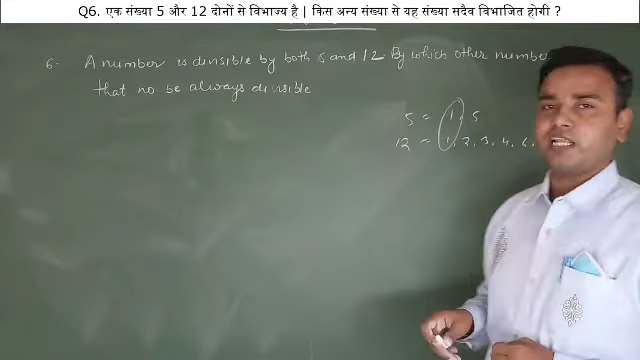 Q6. एक संख्या 5 और 12 दोनों से विभाज्य है | किस अन्य संख्या से यह संख्या सदैव विभाजित होगी ?
6- A number is divisible by both 5 and 12. By which other number
that no be always divisible
5 = 1, 5
12 = 1, 2, 3, 4, 6,